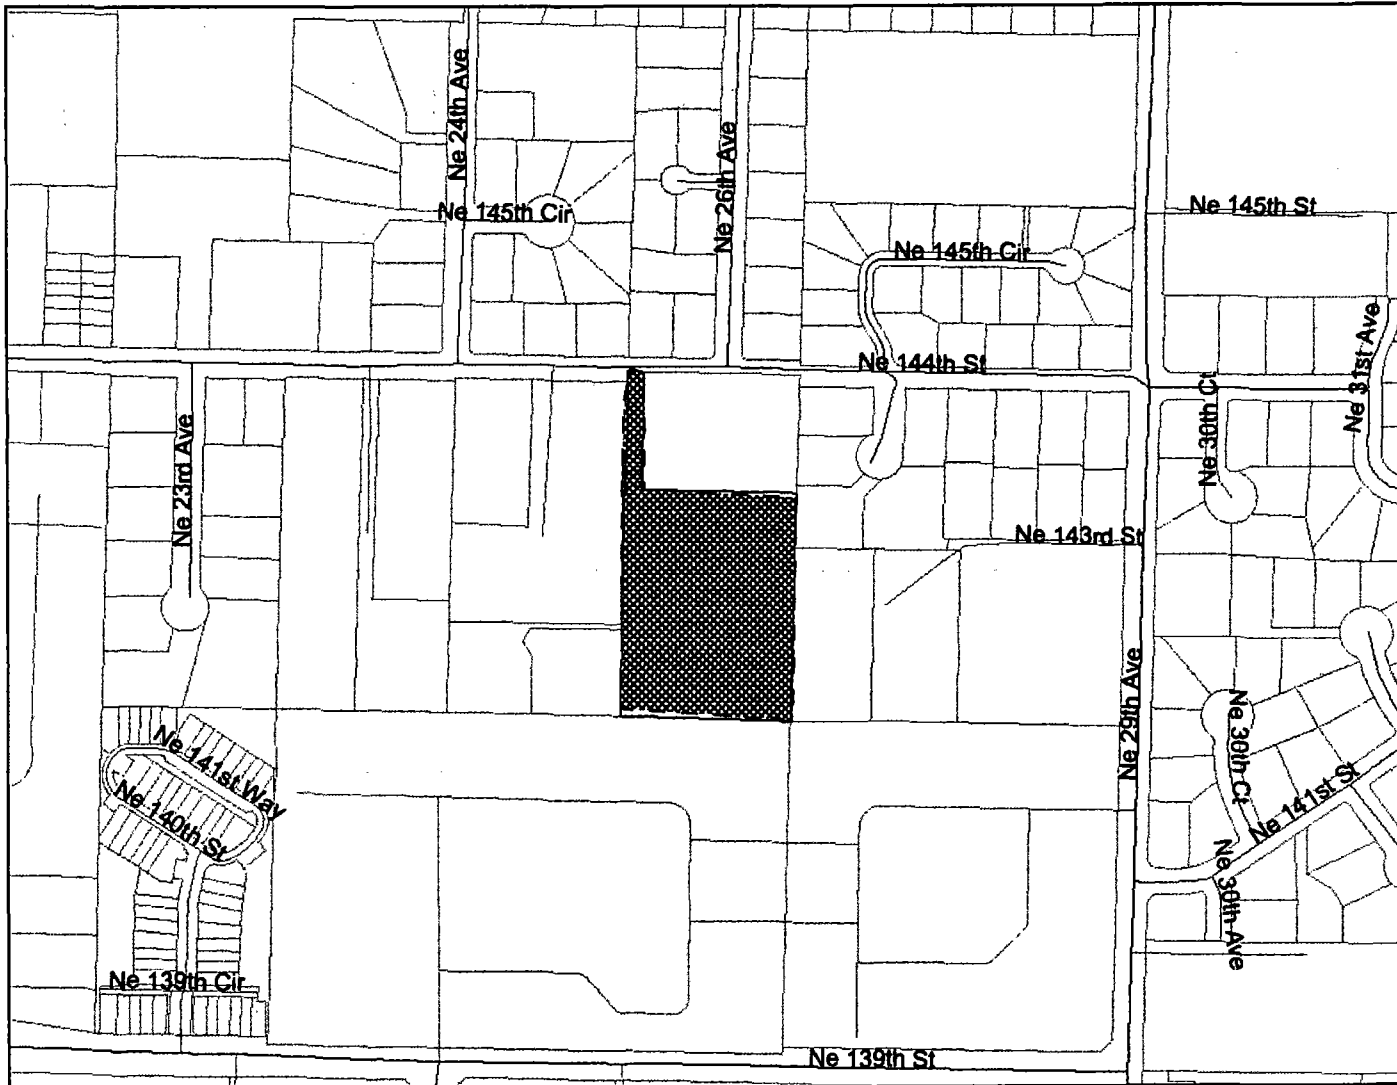 Ne 24th Ave
Ne 26th Ave
Ne 145th Cir
Ne 145th St
Ne 145th Cir
Ne 144th St
Ne 31st Ave
Ne 30th Ct
Ne 23rd Ave
Ne 143rd St
Ne 29th Ave
Ne 30th Ct
Ne 141st Way
Ne 140th St
Ne 141st St
Ne 30th Ave
Ne 139th Cir
Ne 139th St